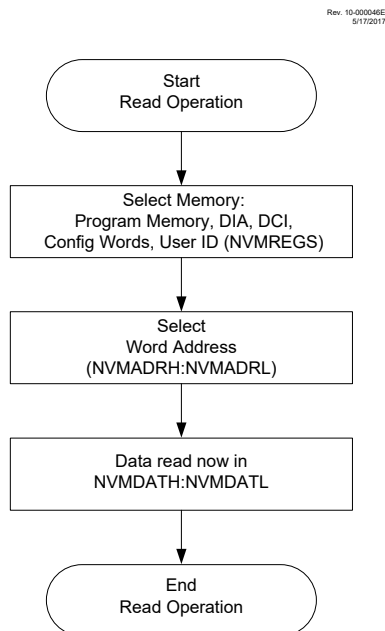 Rev. 10-000046E
5/17/2017
Start
Read Operation
Select Memory:
Program Memory, DIA, DCI,
Config Words, User ID (NVMREGS)
Select
Word Address
(NVMADRH:NVMADRL)
Data read now in
NVMDATH:NVMDATL
End
Read Operation